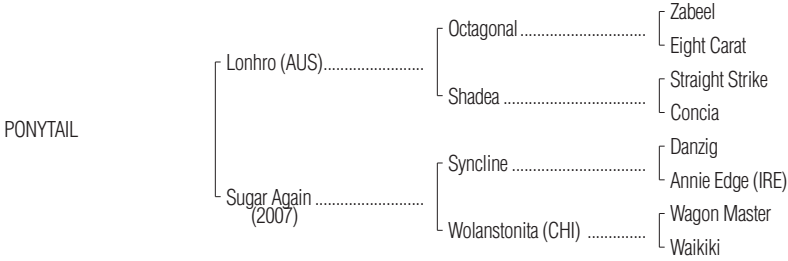 Zabeel
Octagonal ..............................
Eight Carat
Lonhro (AUS)........................
Straight Strike
Shadea ..................................
Concia
PONYTAIL
Danzig
Syncline ................................
Annie Edge (IRE)
Sugar Again ..........................
(2007)
Wagon Master
Wolanstonita (CHI) ..............
Waikiki